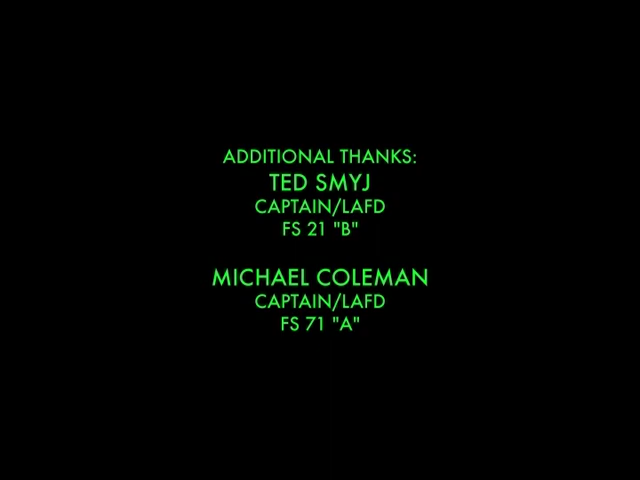 ADDITIONAL THANKS:
TED SMYJ
CAPTAIN/LAFD
FS 21 "B"
MICHAEL COLEMAN
CAPTAIN/LAFD
FS 71 "A"